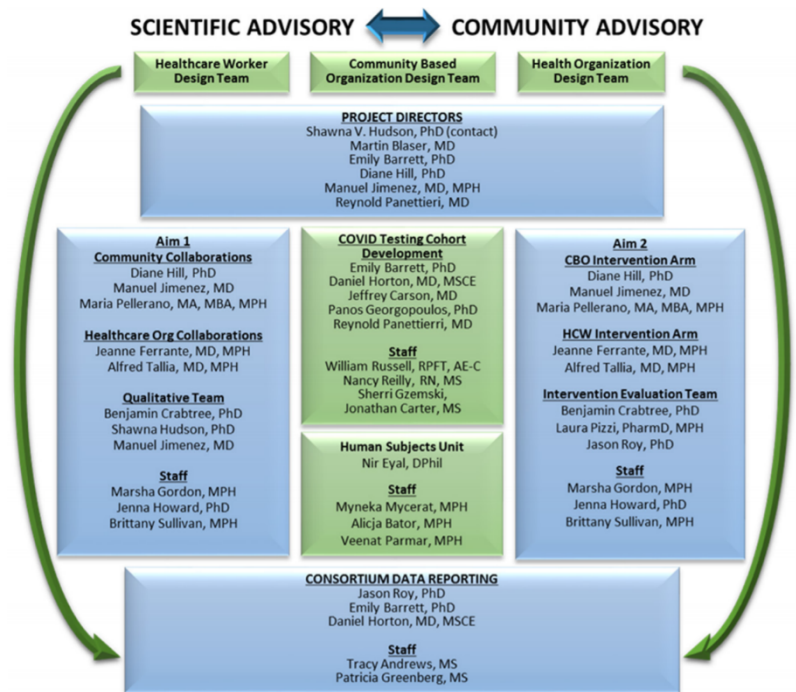 SCIENTIFIC ADVISORY
COMMUNITY ADVISORY
Healthcare Worker
Design Team
Community Based
Organization Design Team
Health Organization
Design Team
PROJECT DIRECTORS
Shawna V. Hudson, PhD (contact)
Martin Blaser, MD
Emily Barrett, PhD
Diane Hill, PhD
Manuel Jimenez, MD, MPH
Reynold Panettieri, MD
Aim 1
Community Collaborations
Diane Hill, PhD
Manuel Jimenez, MD
Maria Pellerano, MA, MBA, MPH
Healthcare Org Collaborations
Jeanne Ferrante, MD, MPH
Alfred Tallia, MD, MPH
Qualitative Team
Benjamin Crabtree, PhD
Shawna Hudson, PhD
Manuel Jimenez, MD
Staff
Marsha Gordon, MPH
Jenna Howard, PhD
Brittany Sullivan, MPH
COVID Testing Cohort
Development
Emily Barrett, PhD
Daniel Horton, MD, MSCE
Jeffrey Carson, MD
Panos Georgopoulos, PhD
Reynold Panettierri, MD
Staff
William Russell, RPFT, AE-C
Nancy Reilly, RN, MS
Sherri Gzemski,
Jonathan Carter, MS
Human Subjects Unit
Nir Eyal, DPhil
Staff
Myneka Mycerat, MPH
Alicja Bator, MPH
Veenat Parmar, MPH
Aim 2
CBO Intervention Arm
Diane Hill, PhD
Manuel Jimenez, MD
Maria Pellerano, MA, MBA, MPH
HCW Intervention Arm
Jeanne Ferrante, MD, MPH
Alfred Tallia, MD, MPH
Intervention Evaluation Team
Benjamin Crabtree, PhD
Laura Pizzi, PharmD, MPH
Jason Roy, PhD
Staff
Marsha Gordon, MPH
Jenna Howard, PhD
Brittany Sullivan, MPH
CONSORTIUM DATA REPORTING
Jason Roy, PhD
Emily Barrett, PhD
Daniel Horton, MD, MSCE
Staff
Tracy Andrews, MS
Patricia Greenberg, MS